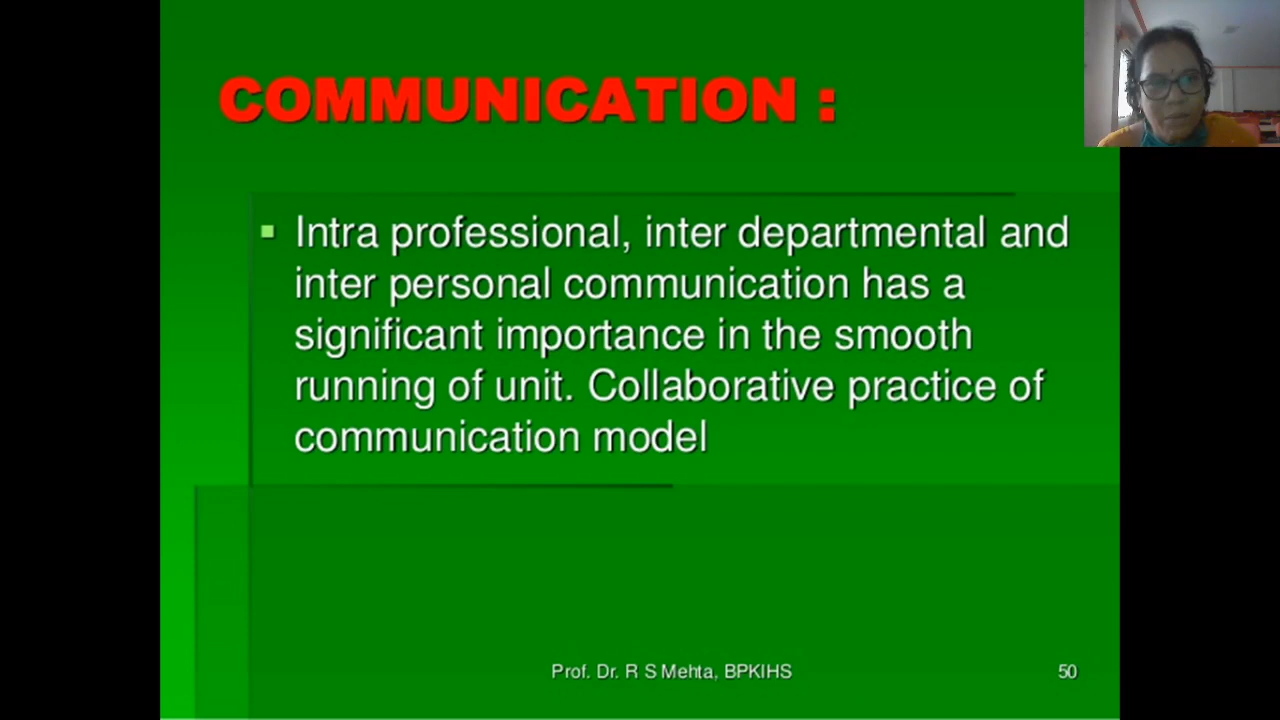 COMMUNICATION :
Intra professional, inter departmental and
inter personal communication has a
significant importance in the smooth
running of unit. Collaborative practice of
communication model
Prof. Dr. R S Mehta, BPKIHS
50